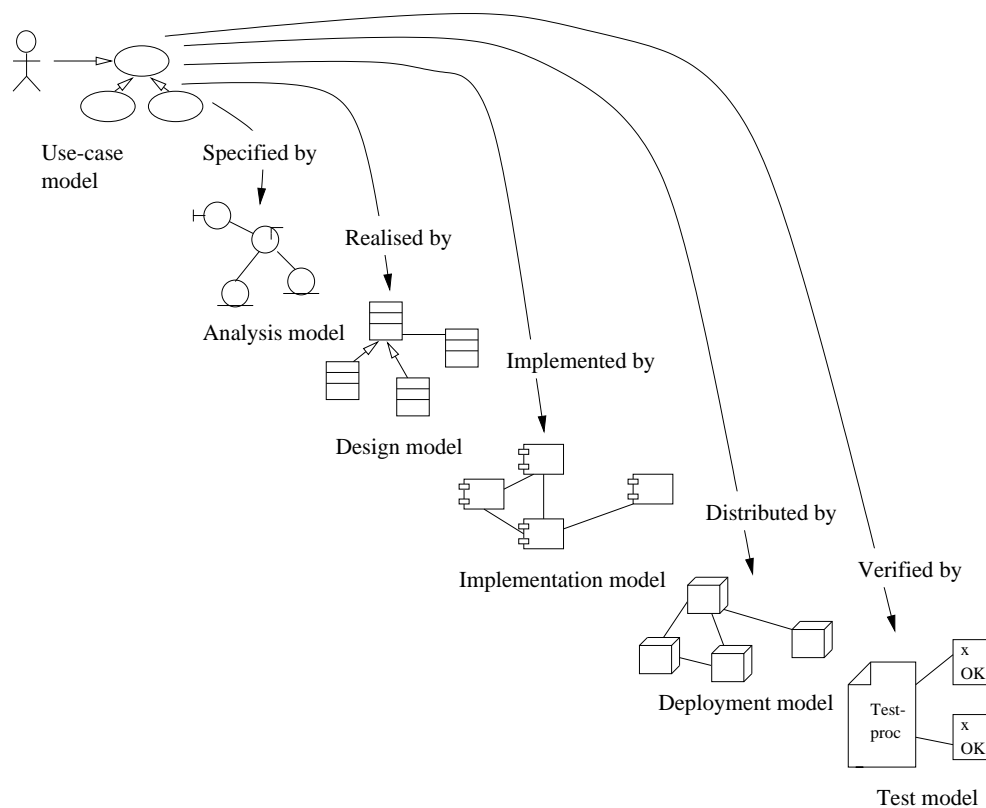 Use-case
model
Specified by
Analysis model
Realised by
Design model
Implemented by
Implementation model
Distributed by
Deployment model
Verified by
x
OK
Test-
proc
x
OK
Test model